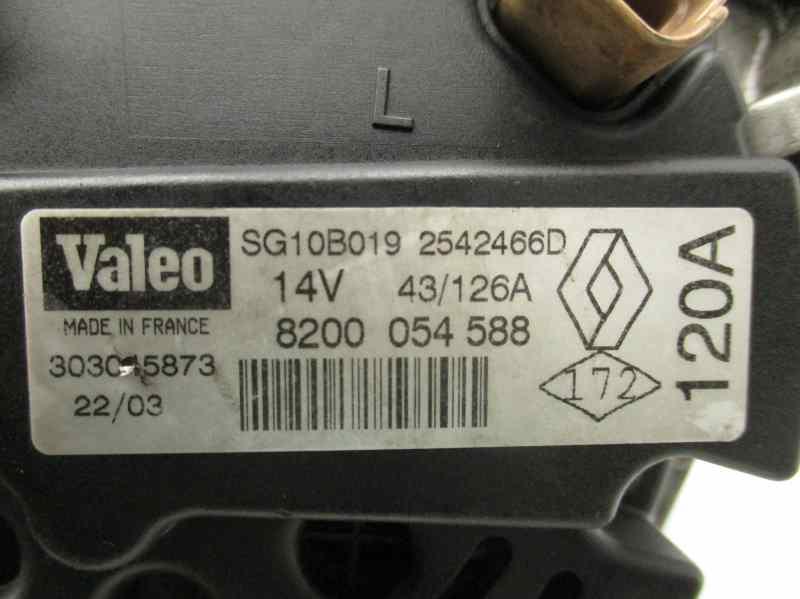 L
Valeo
SG10B019 2542466D
14V 43/126A
MADE IN FRANCE
8200 054 588
22/03
172
120A